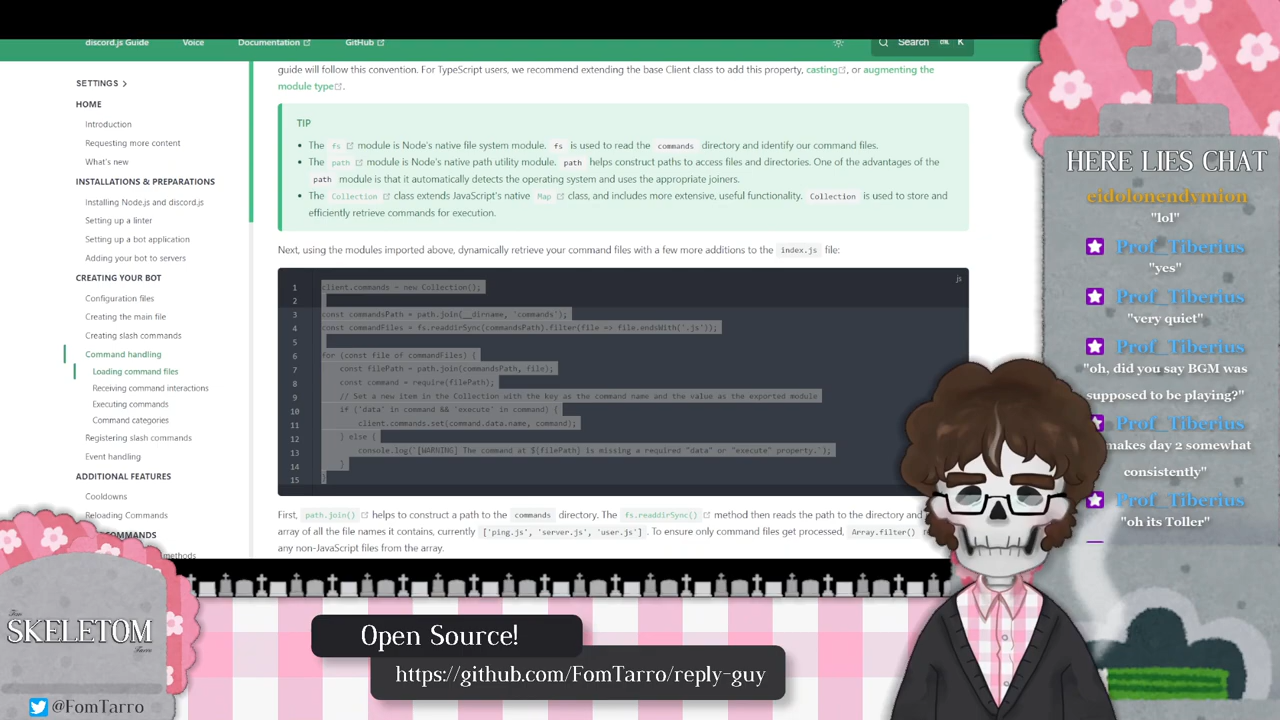 discord.js Guide
Voice
Documentation
GitHub
Search
K
SETTINGS
HOME
Introduction
Requesting more content
What's new
INSTALLATIONS & PREPARATIONS
Installing Node.js and discord.js
Setting up a linter
Setting up a bot application
Adding your bot to servers
CREATING YOUR BOT
Configuration files
Creating the main file
Creating slash commands
Command handling
Loading command files
Receiving command interactions
Executing commands
Command categories
Registering slash commands
Event handling
ADDITIONAL FEATURES
Cooldowns
Reloading Commands
guide will follow this convention. For TypeScript users, we recommend extending the base Client class to add this property, casting, or augmenting the
module type.
TIP
• The fs module is Node's native file system module. fs is used to read the commands directory and identify our command files.
• The path module is Node's native path utility module. path helps construct paths to access files and directories. One of the advantages of the
path module is that it automatically detects the operating system and uses the appropriate joiners.
• The Collection class extends JavaScript's native Map class, and includes more extensive, useful functionality. Collection is used to store and
efficiently retrieve commands for execution.
Next, using the modules imported above, dynamically retrieve your command files with a few more additions to the index.js file:
js
1 client.commands = new Collection();
2
3 const commandsPath = path.join(__dirname, 'commands');
4 const commandFiles = fs.readdirSync(commandsPath).filter(file => file.endsWith('.js'));
5
6 for (const file of commandFiles) {
7 const filePath = path.join(commandsPath, file);
8 const command = require(filePath);
9 // Set a new item in the Collection with the key as the command name and the value as the exported module
10 if ('data' in command && 'execute' in command) {
11 client.commands.set(command.data.name, command);
12 } else {
13 console.log(`[WARNING] The command at ${filePath} is missing a required "data" or "execute" property.`);
14 }
15 }
First, path.join() helps to construct a path to the commands directory. The fs.readdirSync() method then reads the path to the directory and
array of all the file names it contains, currently ['ping.js', 'server.js', 'user.js']. To ensure only command files get processed, Array.filter()
any non-JavaScript files from the array.
HERE LIES CHAT
eidolonendymion
"lol"
Prof_Tiberius
"yes"
Prof_Tiberius
"very quiet"
Prof_Tiberius
"oh, did you say BGM was
supposed to be playing?"
Prof_Tiberius
makes day 2 somewhat
consistently"
Prof_Tiberius
"oh its Toller"
Tom
SKELETOM
Tarro
@FomTarro
Open Source!
https://github.com/FomTarro/reply-guy